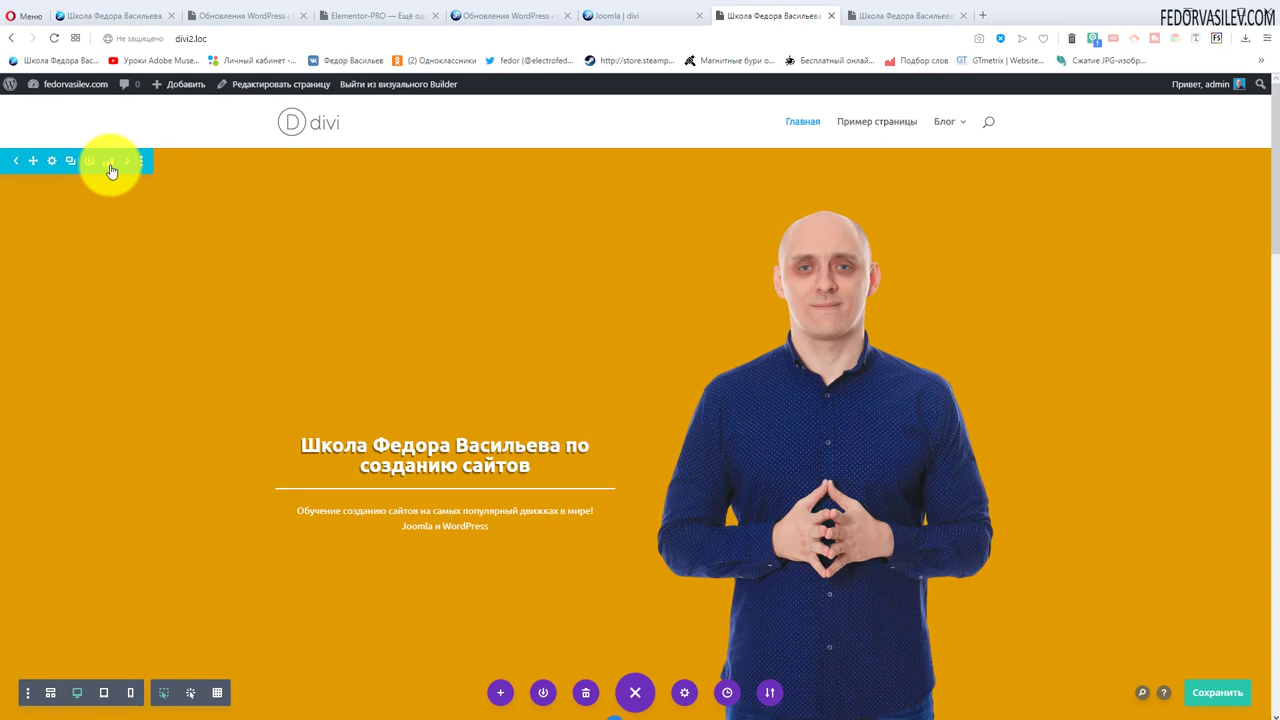 Меню
Школа Федора Васильева
Обновления WordPress ‹
Elementor-PRO — Ещё од
Обновления WordPress ‹
Joomla | divi
Школа Федора Васильева
Школа Федора Васильева
FEDORVASILEV.COM
Не защищено
divi2.loc
Школа Федора Васи...
Уроки Adobe Muse...
Личный кабинет -...
Федор Васильев
(2) Одноклассники
fedor (@electrofed...
http://store.steamp...
Магнитные бури о...
Бесплатный онлай...
Подбор слов
GTmetrix | Website...
Сжатие JPG-изобр...
»
fedorvasilev.com
0
Добавить
Редактировать страницу
Выйти из визуального Builder
Привет, admin
D divi
Главная
Пример страницы
Блог
Школа Федора Васильева по
созданию сайтов
Обучение созданию сайтов на самых популярный движках в мире!
Joomla и WordPress
Сохранить